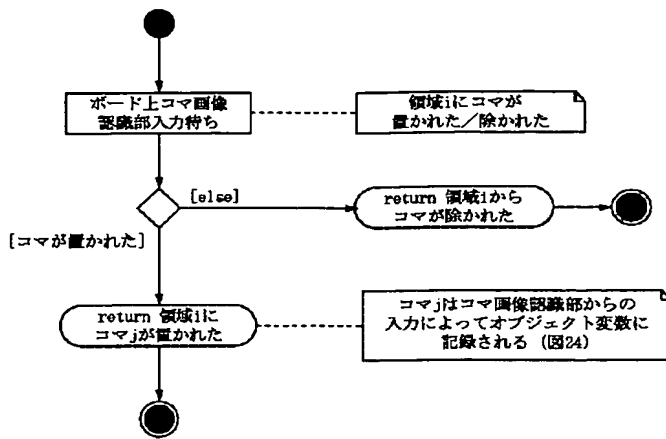 ボード上コマ画像
認識部入力待ち
領域iにコマが
置かれた／除かれた
[else]
return 領域iから
コマが除かれた
[コマが置かれた]
return 領域iに
コマjが置かれた
コマjはコマ画像認識部からの
入力によってオブジェクト変数に
記録される (図24)